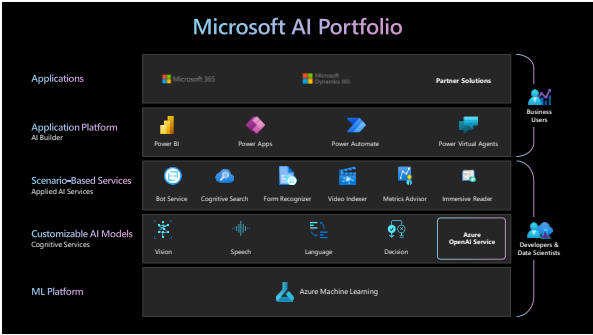 Microsoft AI Portfolio
Applications
Microsoft 365
Microsoft
Dynamics 365
Partner Solutions
Business
Users
Application Platform
AI Builder
Power BI
Power Apps
Power Automate
Power Virtual Agents
Scenario-Based Services
Applied AI Services
Bot Service
Cognitive Search
Form Recognizer
Video Indexer
Metrics Advisor
Immersive Reader
Customizable AI Models
Cognitive Services
Vision
Speech
Language
Decision
Azure
OpenAI Service
Developers &
Data Scientists
ML Platform
Azure Machine Learning